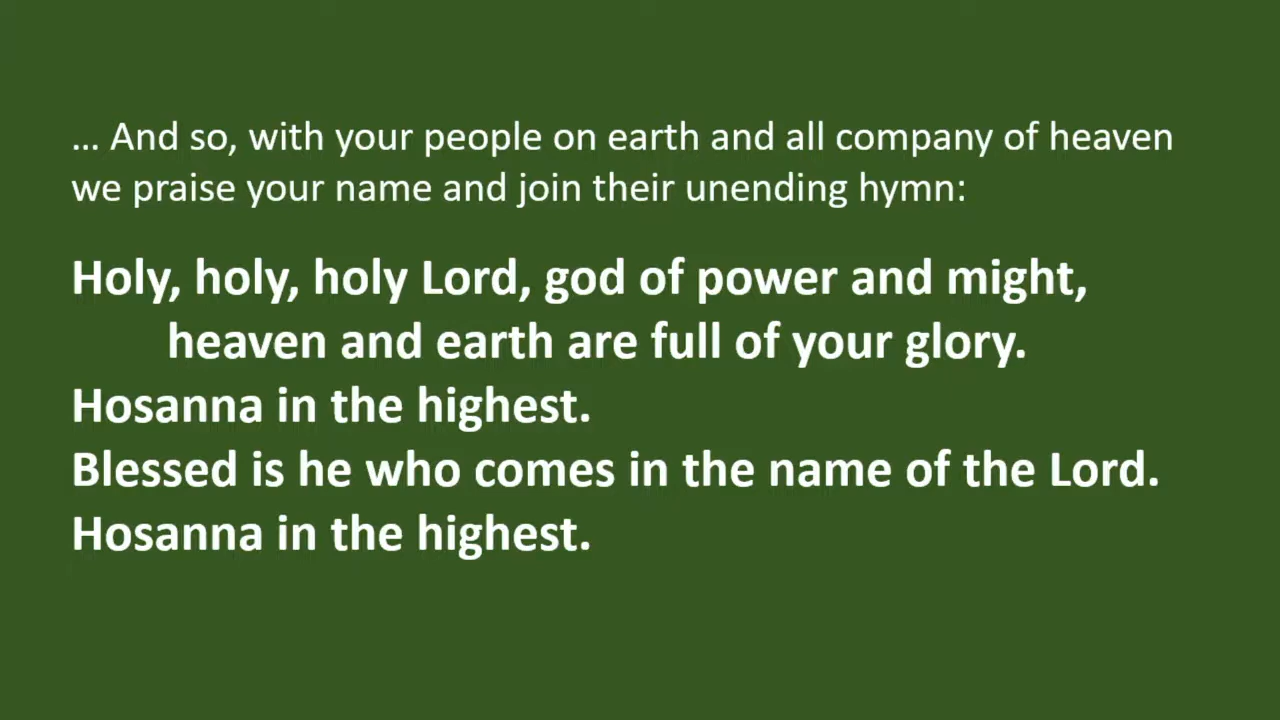 … And so, with your people on earth and all company of heaven
we praise your name and join their unending hymn:
Holy, holy, holy Lord, god of power and might,
heaven and earth are full of your glory.
Hosanna in the highest.
Blessed is he who comes in the name of the Lord.
Hosanna in the highest.